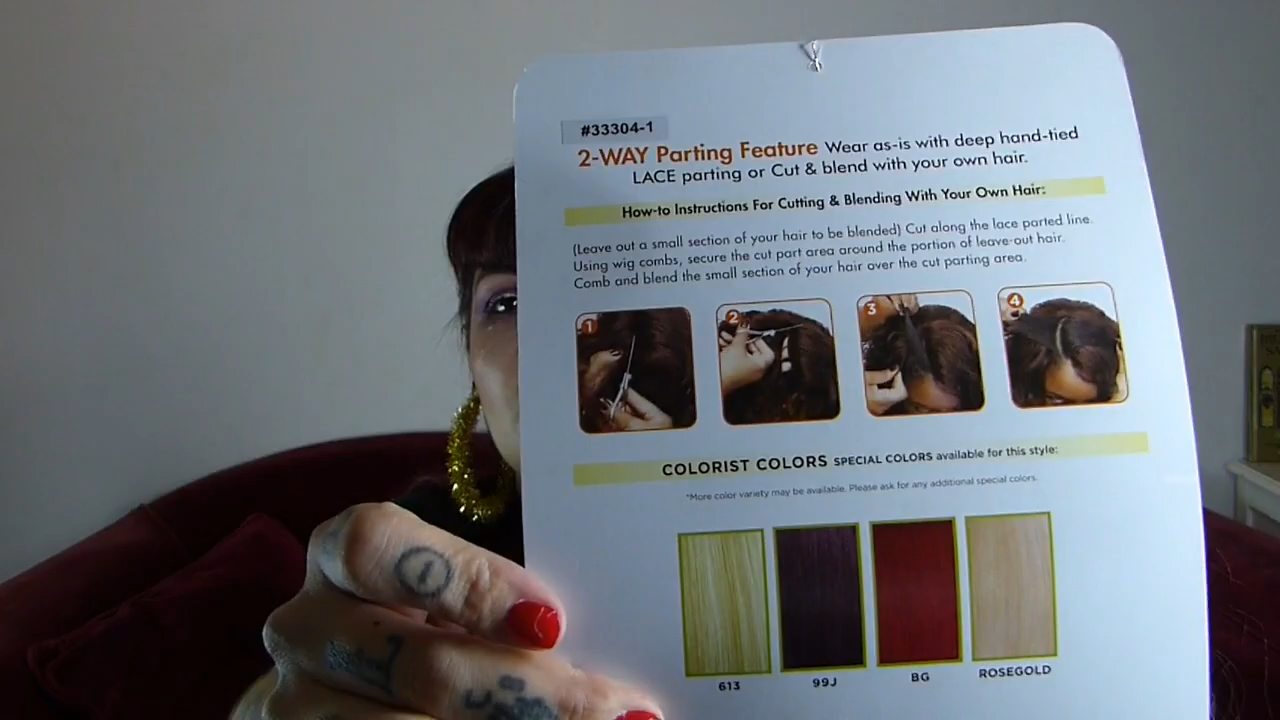 #33304-1
2-WAY Parting Feature Wear as-is with deep hand-tied
LACE parting or Cut & blend with your own hair.
How-to Instructions For Cutting & Blending With Your Own Hair:
(Leave out a small section of your hair to be blended) Cut along the lace parted line.
Using wig combs, secure the cut part area around the portion of leave-out hair.
Comb and blend the small section of your hair over the cut parting area.
1 2 3 4
COLORIST COLORS SPECIAL COLORS available for this style:
*More color variety may be available. Please ask for any additional special colors.
613 99J BG ROSEGOLD